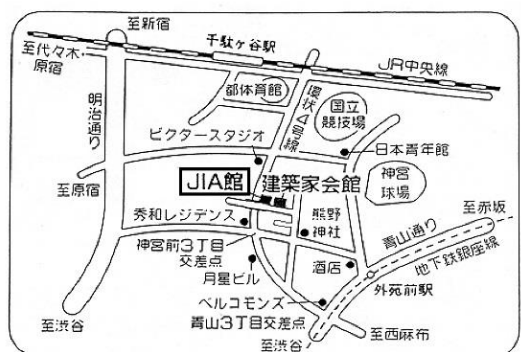 至新宿
千駄ヶ谷駅
至代々木・
原宿
JR中央線
都体育館
環状4号線
国立
競技場
明治通り
ビクタースタジオ
日本青年館
JIA館
建築家会館
神宮
球場
至原宿
秀和レジデンス
熊野
神社
青山通り
至赤坂
地下鉄銀座線
神宮前3丁目
交差点
月星ビル
酒店
外苑前駅
ベルコモンズ
青山3丁目交差点
至渋谷
至渋谷
至西麻布